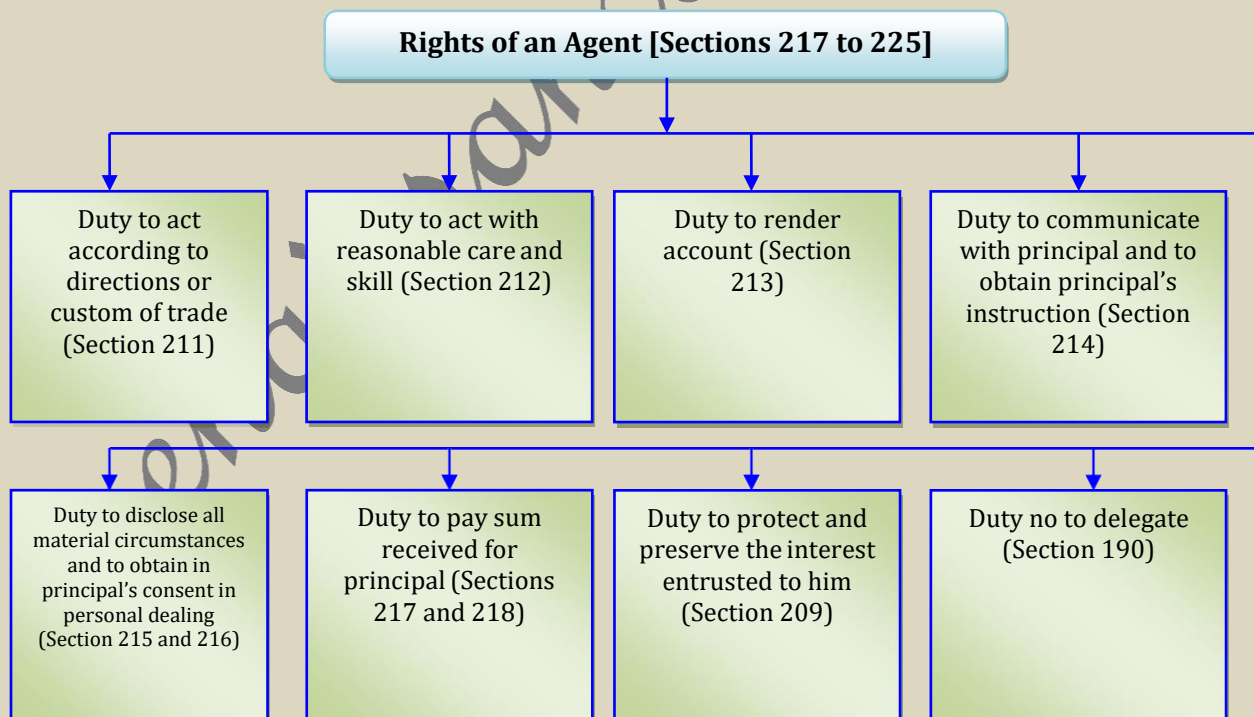 Rights of an Agent [Sections 217 to 225]
Duty to act
according to
directions or
custom of trade
(Section 211)
Duty to act with
reasonable care and
skill (Section 212)
Duty to render
account (Section
213)
Duty to communicate
with principal and to
obtain principal's
instruction (Section
214)
Duty to disclose all
material circumstances
and to obtain in
principal's consent in
personal dealing
(Section 215 and 216)
Duty to pay sum
received for
principal (Sections
217 and 218)
Duty to protect and
preserve the interest
entrusted to him
(Section 209)
Duty no to delegate
(Section 190)